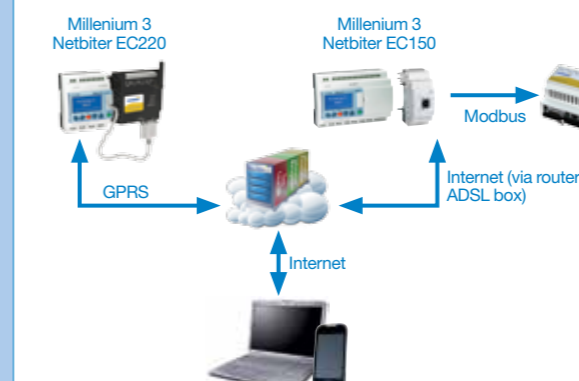 Millenium 3
Netbiter EC220
Millenium 3
Netbiter EC150
Modbus
GPRS
Internet (via router
ADSL box)
Internet